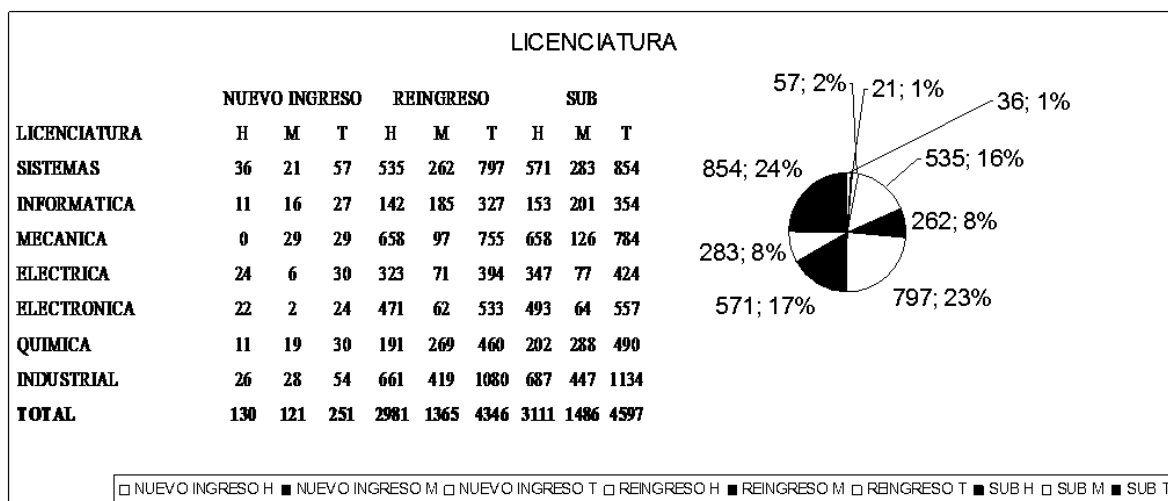 LICENCIATURA
NUEVO INGRESO REINGRESO SUB
LICENCIATURA H M T H M T H M T
SISTEMAS 36 21 57 535 262 797 571 283 854
INFORMATICA 11 16 27 142 185 327 153 201 354
MECANICA 0 29 29 658 97 755 658 126 784
ELECTRICA 24 6 30 323 71 394 347 77 424
ELECTRONICA 22 2 24 471 62 533 493 64 557
QUIMICA 11 19 30 191 269 460 202 288 490
INDUSTRIAL 26 28 54 661 419 1080 687 447 1134
TOTAL 130 121 251 2981 1365 4346 3111 1486 4597
57; 2%
21; 1%
36; 1%
535; 16%
854; 24%
262; 8%
283; 8%
797; 23%
571; 17%
NUEVO INGRESO H NUEVO INGRESO M NUEVO INGRESO T REINGRESO H REINGRESO M REINGRESO T SUB H SUB M SUB T